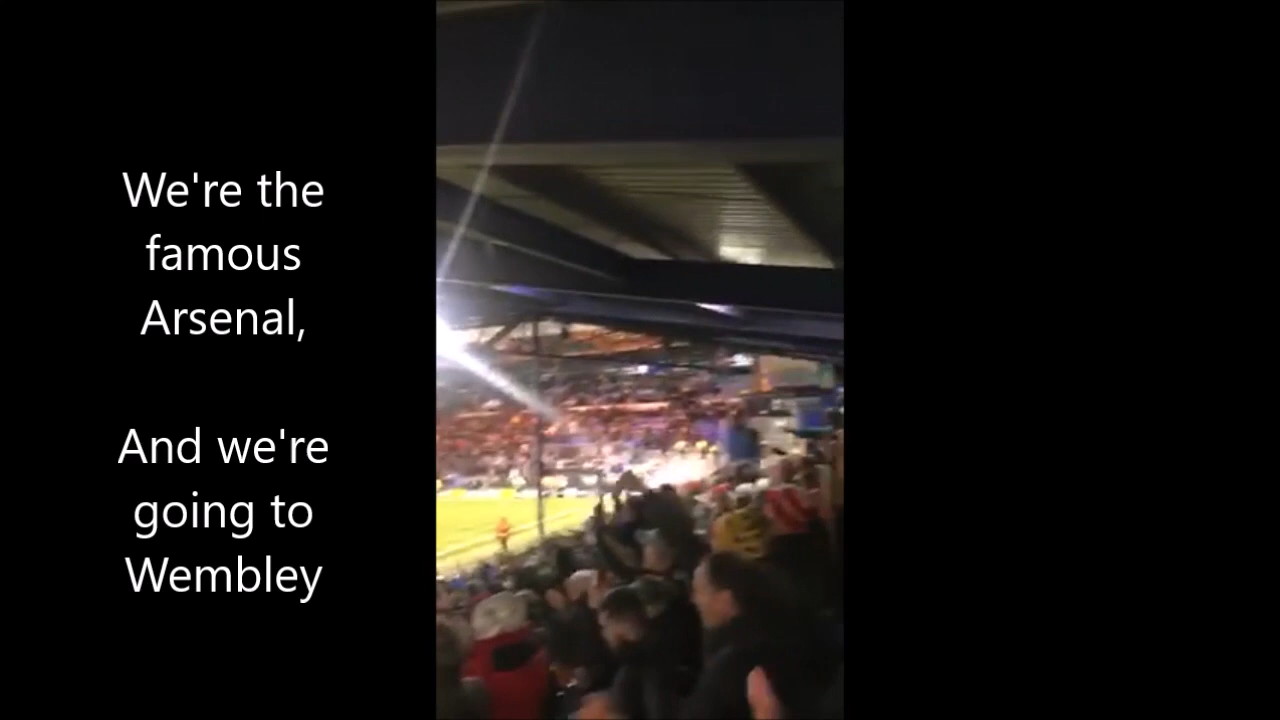 We're the
famous
Arsenal,
And we're
going to
Wembley